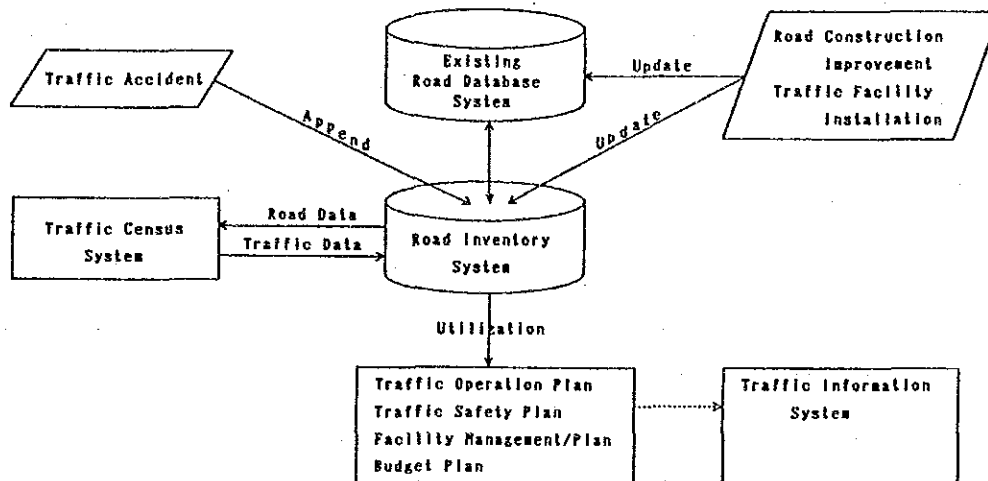 Traffic Accident
Existing
Road Database
System
Update
Road Construction
Improvement
Traffic Facility
Installation
Append
Update
Traffic Census
System
Road Data
Traffic Data
Road Inventory
System
Utilization
Traffic Operation Plan
Traffic Safety Plan
Facility Management/Plan
Budget Plan
Traffic Information
System